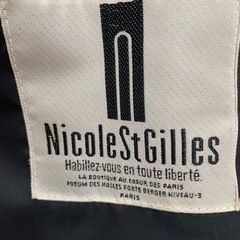 NicoleStGilles
Habillez-vous en toute liberté.
LA BOUTIQUE AU COEUR DES PARIS
FORUM DES HALLES PORTE BERGER NIVEAU-3
PARIS